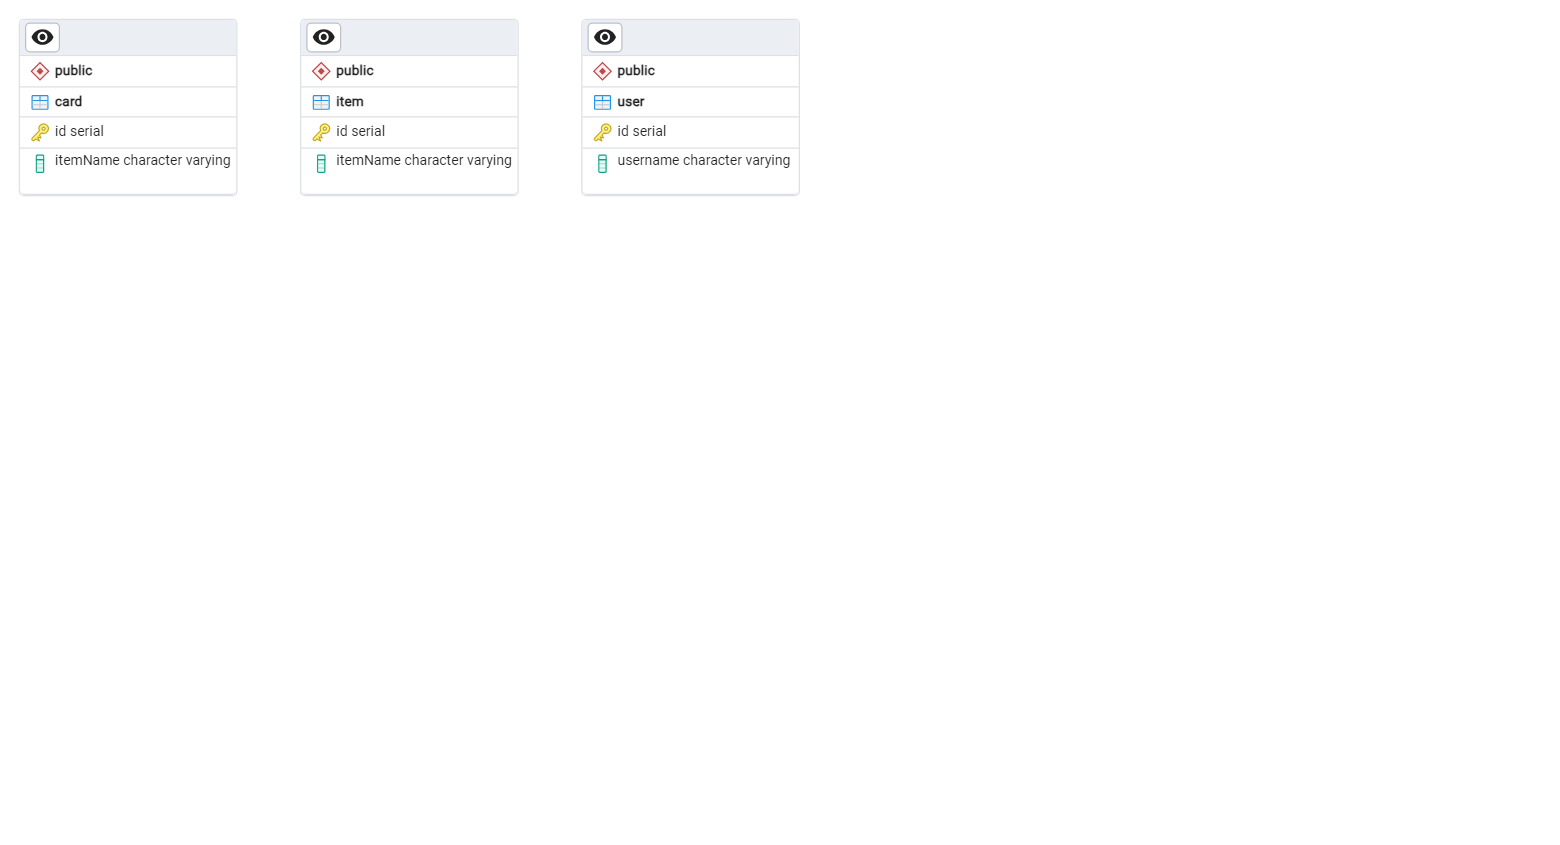 public
card
id serial
itemName character varying
public
item
id serial
itemName character varying
public
user
id serial
username character varying